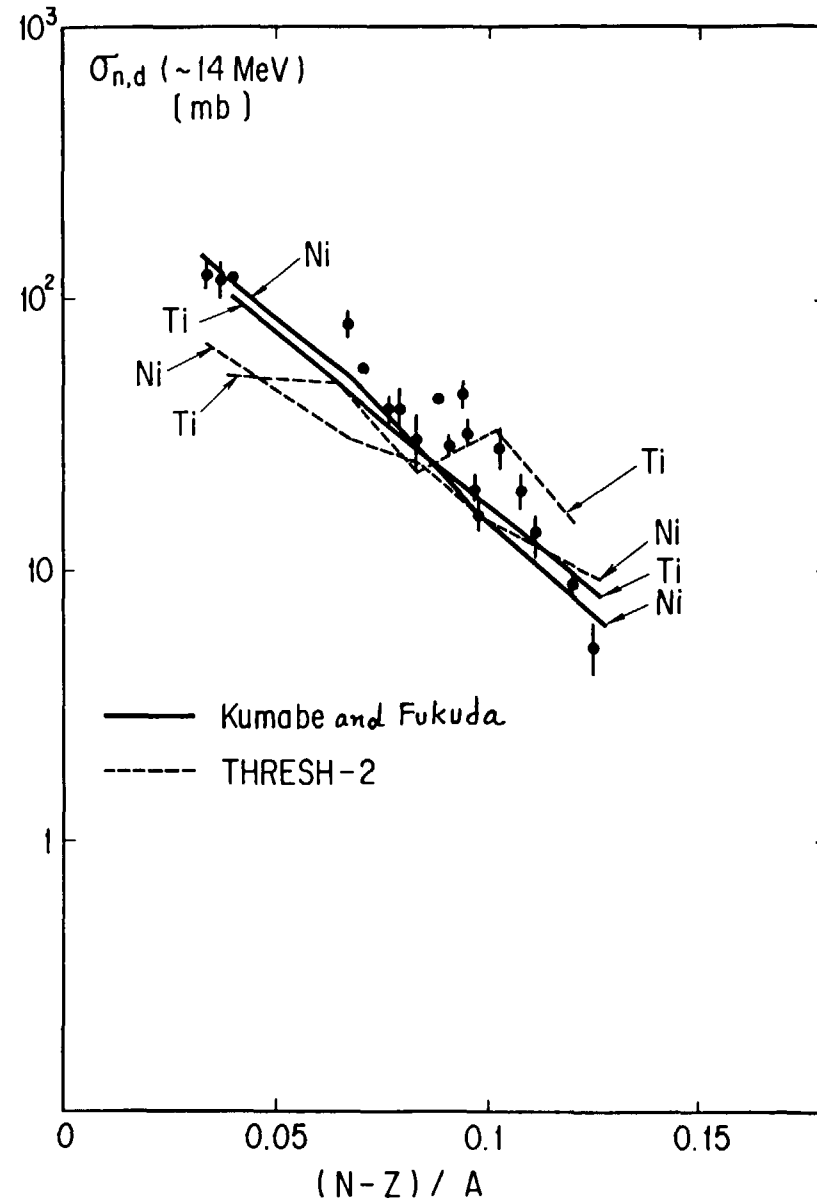 10³
σn,d (~14 MeV)
[mb]
Ni
10²
Ti
Ni
Ti
Ti
Ni
10
Ti
Ni
Kumabe and Fukuda
THRESH-2
1
0 0.05 0.1 0.15
(N-Z)/ A